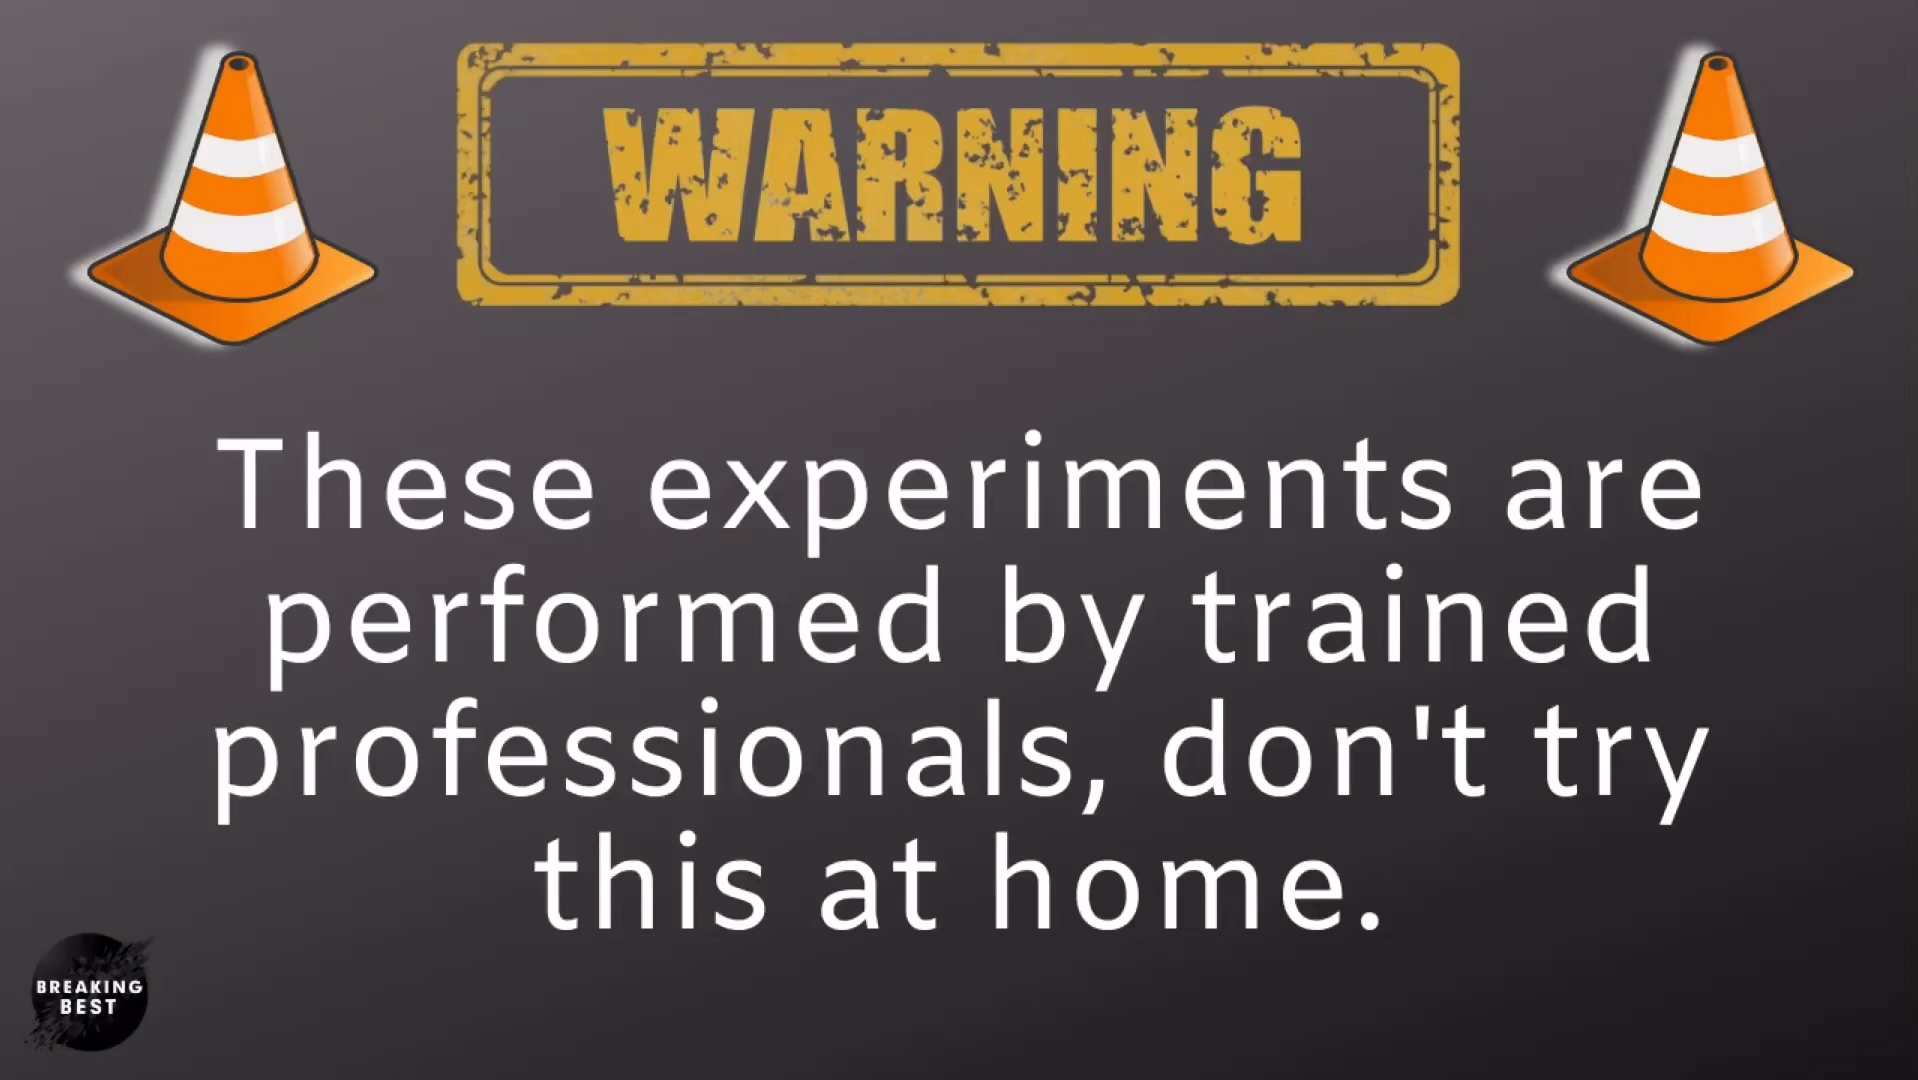 WARNING
These experiments are
performed by trained
professionals, don't try
this at home.
BREAKING
BEST